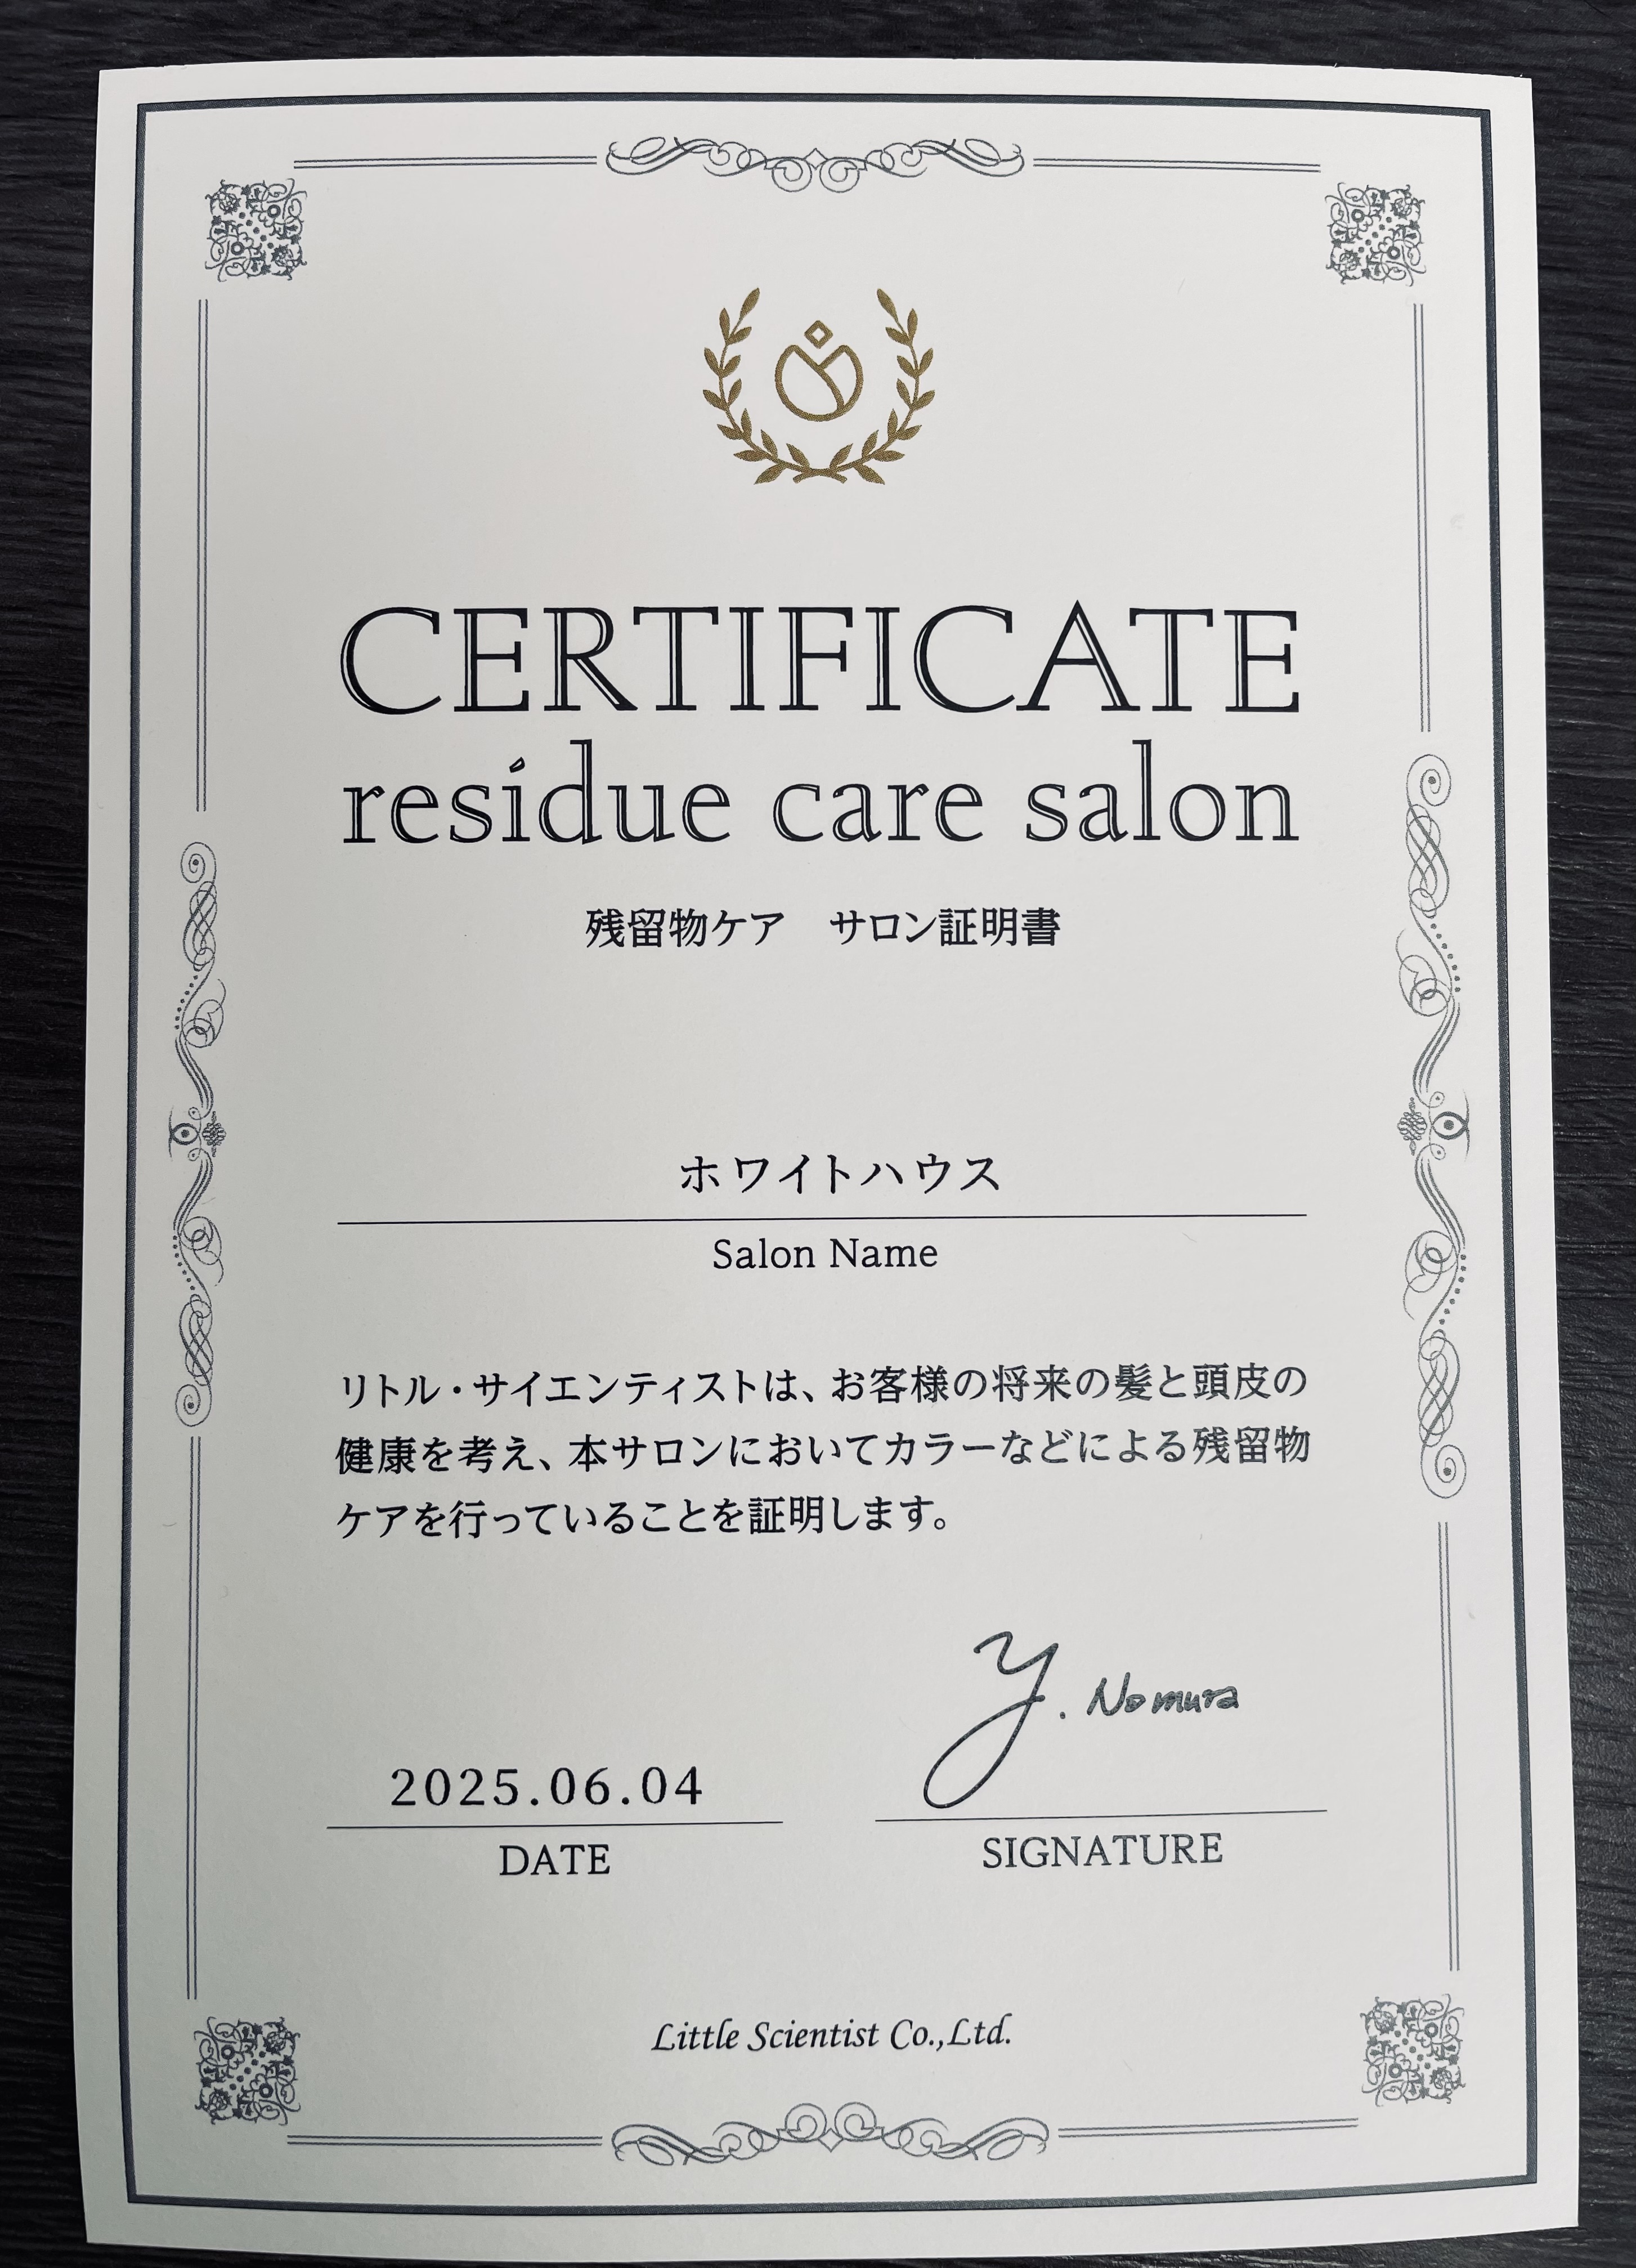 CERTIFICATE
residue care salon
残留物ケア　サロン証明書
ホワイトハウス
Salon Name
リトル・サイエンティストは、お客様の将来の髪と頭皮の
健康を考え、本サロンにおいてカラーなどによる残留物
ケアを行っていることを証明します。
Y. Nomura
2025.06.04
DATE
SIGNATURE
Little Scientist Co.,Ltd.